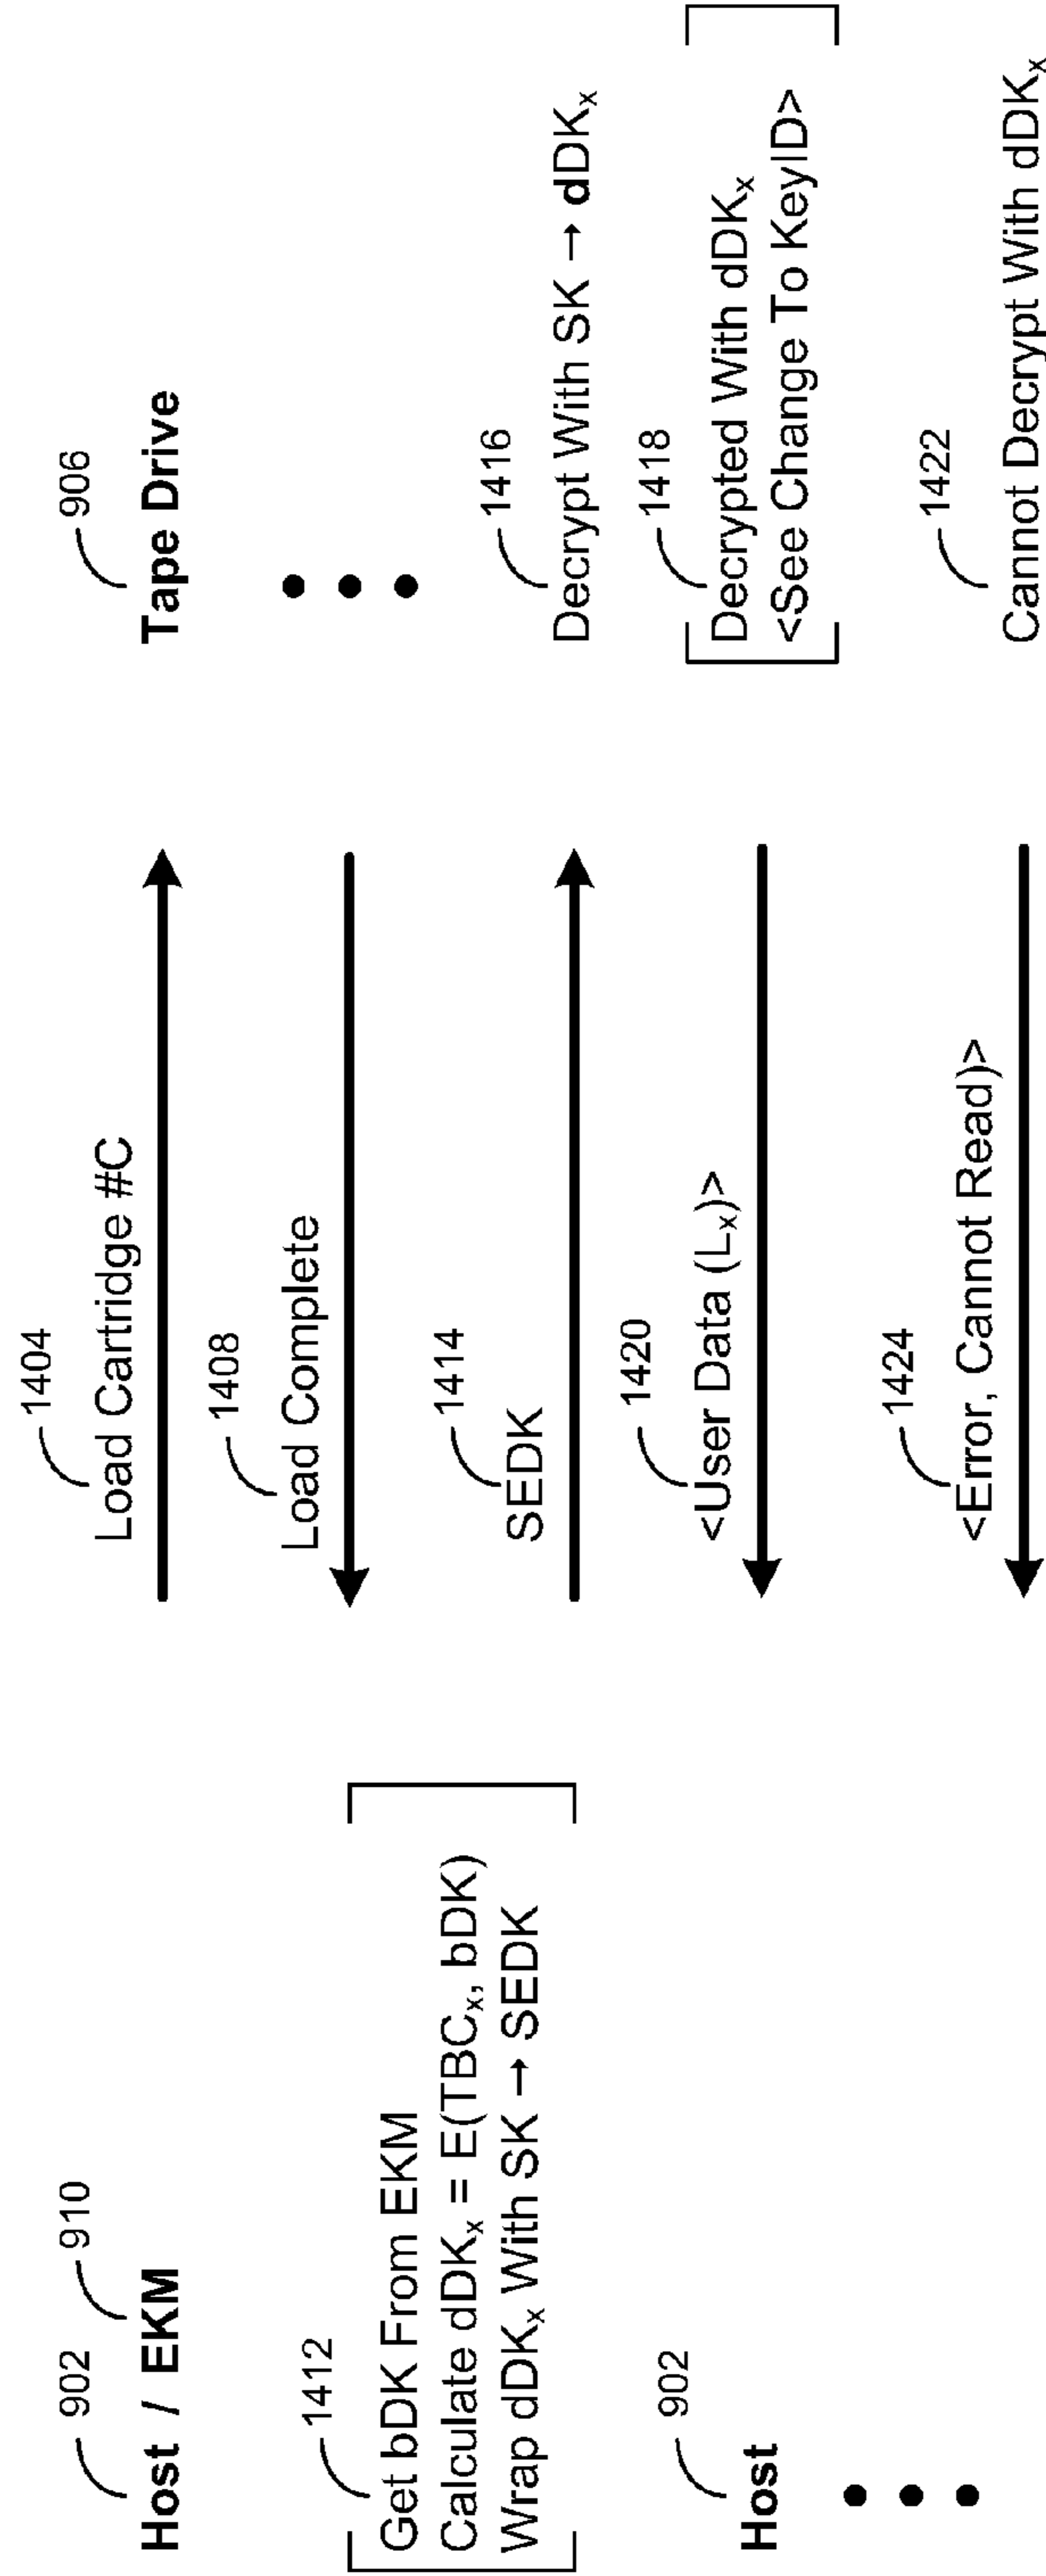 902
910
Host / EKM
906
Tape Drive
1404
Load Cartridge #C
1408
Load Complete
1412
Get bDK From EKM
Calculate dDKₓ = E(TBCₓ, bDK)
Wrap dDKₓ With SK → SEDK
1414
SEDK
1416
Decrypt With SK → dDKₓ
902
Host
1418
Decrypted With dDKₓ
<See Change To KeyID>
1420
<User Data (Lₓ)>
1422
Cannot Decrypt With dDKₓ
1424
<Error, Cannot Read)>